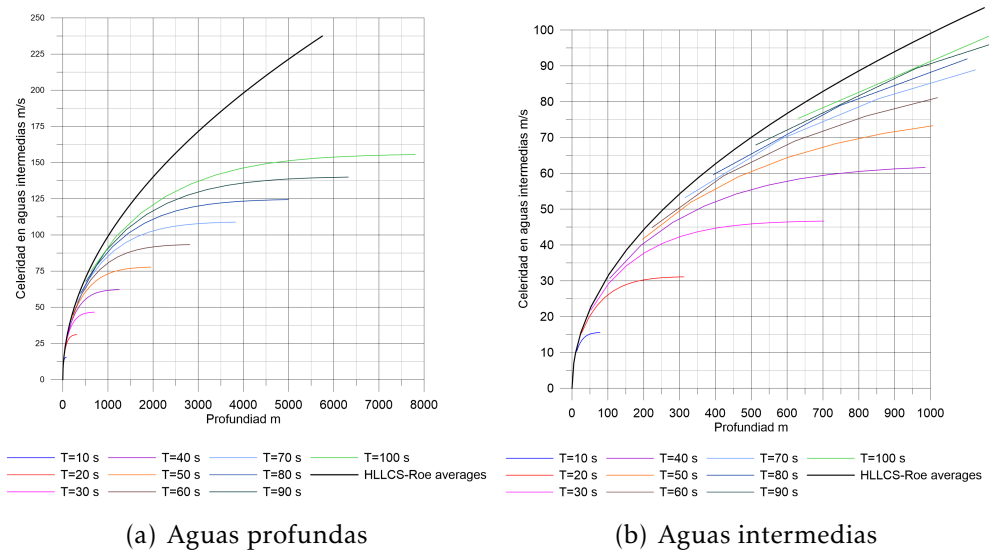 250
225
200
175
150
125
100
75
50
25
0
Celeridad en aguas intermedias m/s
0 1000 2000 3000 4000 5000 6000 7000 8000
Profundiad m
T=10 s T=40 s T=70 s T=100 s
T=20 s T=50 s T=80 s HLLCS-Roe averages
T=30 s T=60 s T=90 s
(a) Aguas profundas
100
90
80
70
60
50
40
30
20
10
0
Celeridad en aguas intermedias m/s
0 100 200 300 400 500 600 700 800 900 1000
Profundiad m
T=10 s T=40 s T=70 s T=100 s
T=20 s T=50 s T=80 s HLLCS-Roe averages
T=30 s T=60 s T=90 s
(b) Aguas intermedias